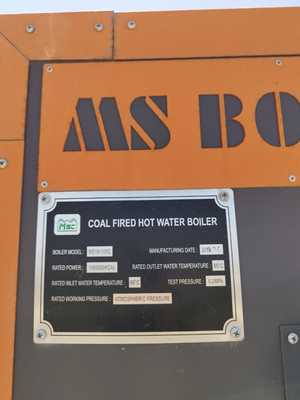 MS BO
MSC
COAL FIRED HOT WATER BOILER
BOILER MODEL :
MANUFACTURING DATE :
RATED POWER :
RATED OUTLET WATER TEMPERATURE :
RATED INLET WATER TEMPERATURE :
TEST PRESSURE :
RATED WORKING PRESSURE : ATMOSPHERIC PRESSURE